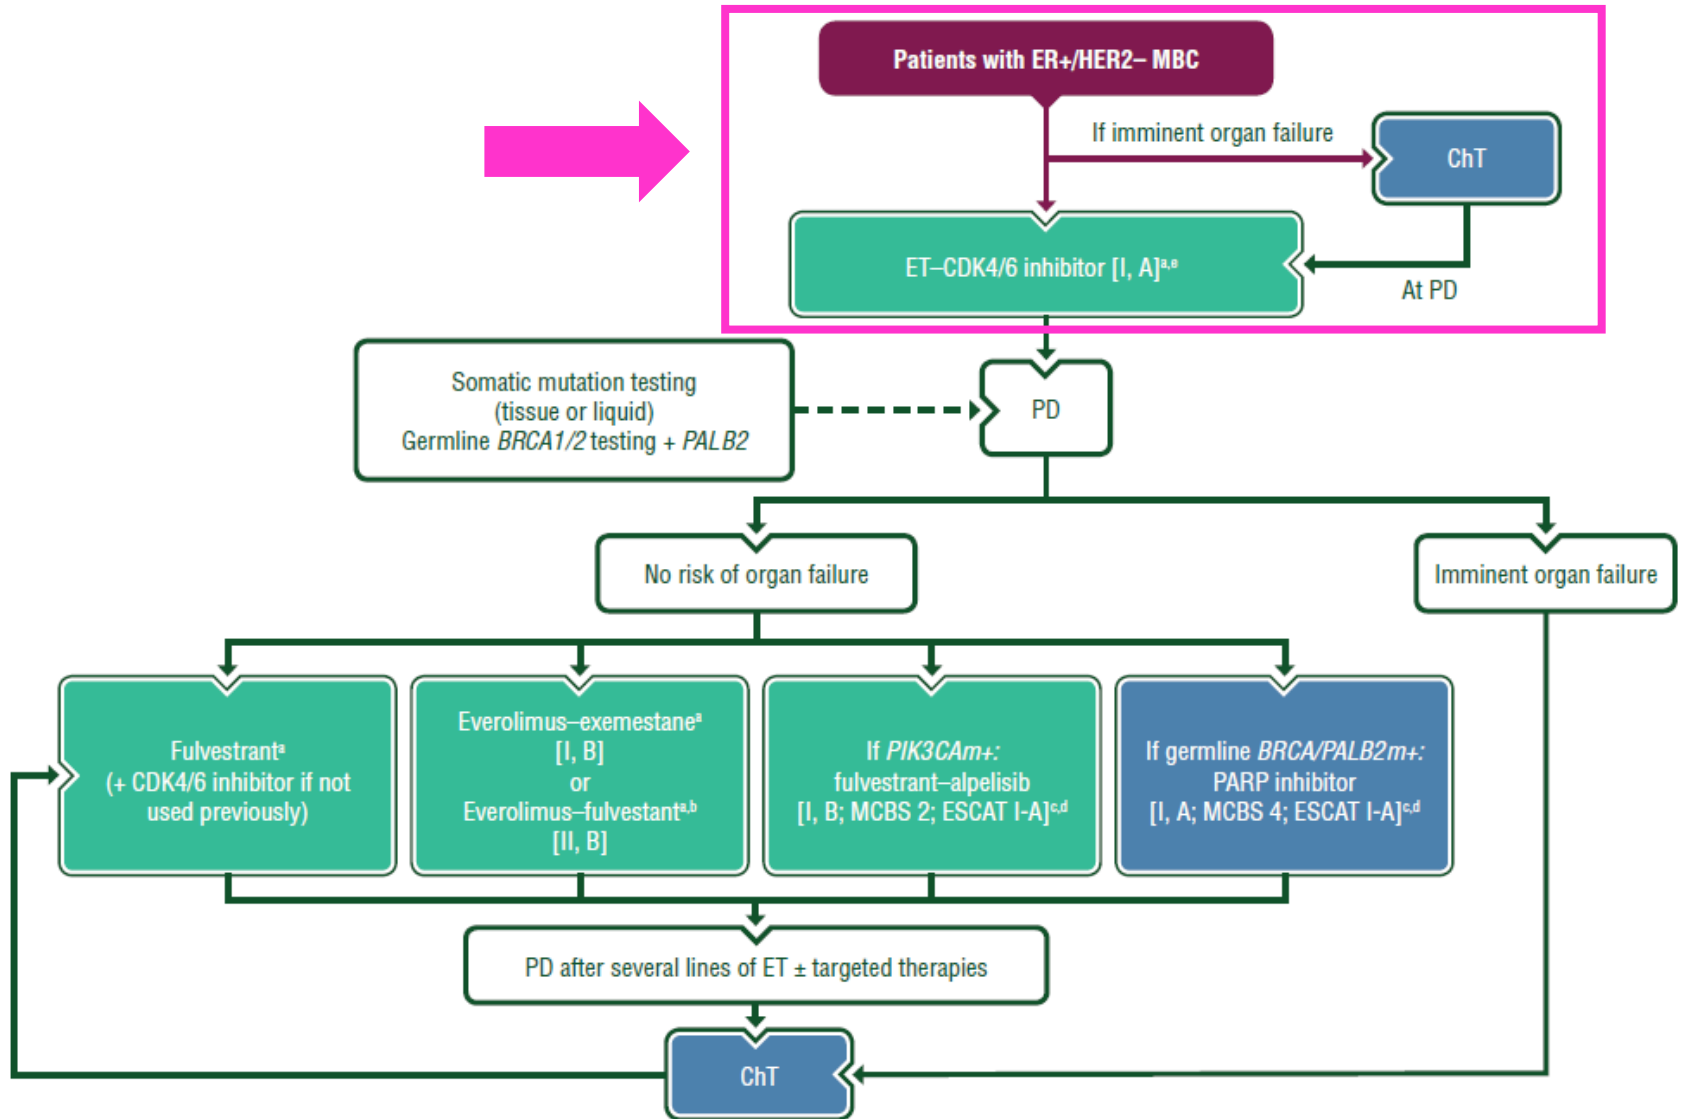 Patients with ER+/HER2– MBC
If imminent organ failure
ChT
ET–CDK4/6 inhibitor [I, A]a,e
At PD
Somatic mutation testing
(tissue or liquid)
Germline BRCA1/2 testing + PALB2
PD
No risk of organ failure
Imminent organ failure
Fulvestranta
(+ CDK4/6 inhibitor if not
used previously)
Everolimus–exemestanea
[I, B]
or
Everolimus–fulvestanta,b
[II, B]
If PIK3CAm+:
fulvestrant–alpelisib
[I, B; MCBS 2; ESCAT I-A]c,d
If germline BRCA/PALB2m+:
PARP inhibitor
[I, A; MCBS 4; ESCAT I-A]c,d
PD after several lines of ET ± targeted therapies
ChT